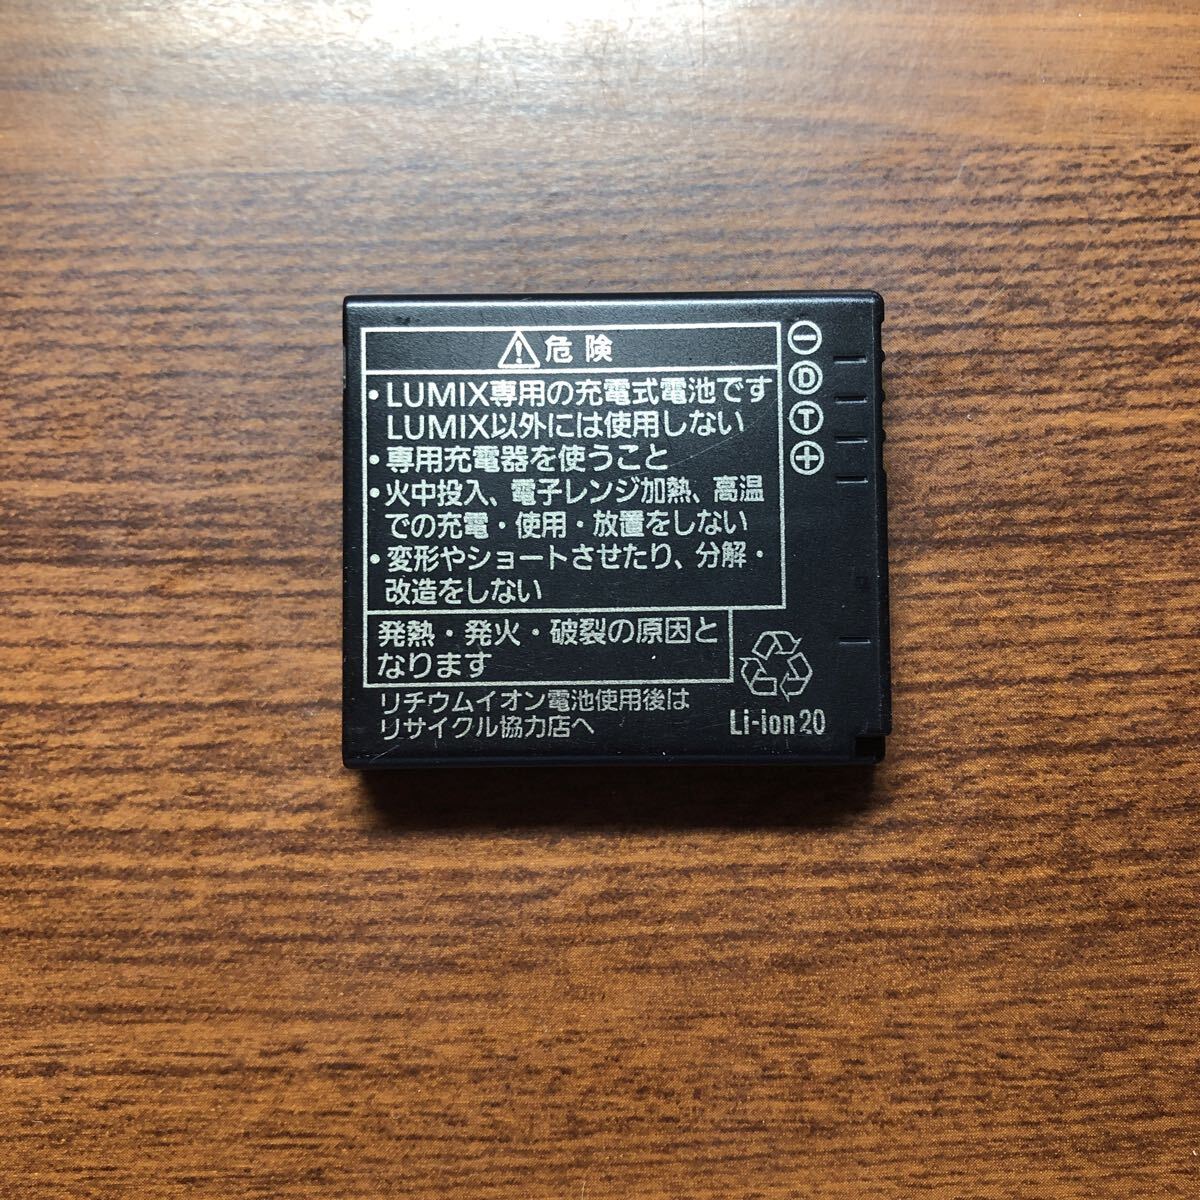 危険
・LUMIX専用の充電式電池です
LUMIX以外には使用しない
・専用充電器を使うこと
・火中投入、電子レンジ加熱、高温
での充電・使用・放置をしない
・変形やショートさせたり、分解・
改造をしない
発熱・発火・破裂の原因と
なります
リチウムイオン電池使用後は
リサイクル協力店へ
Li-ion20
−
D
T
+